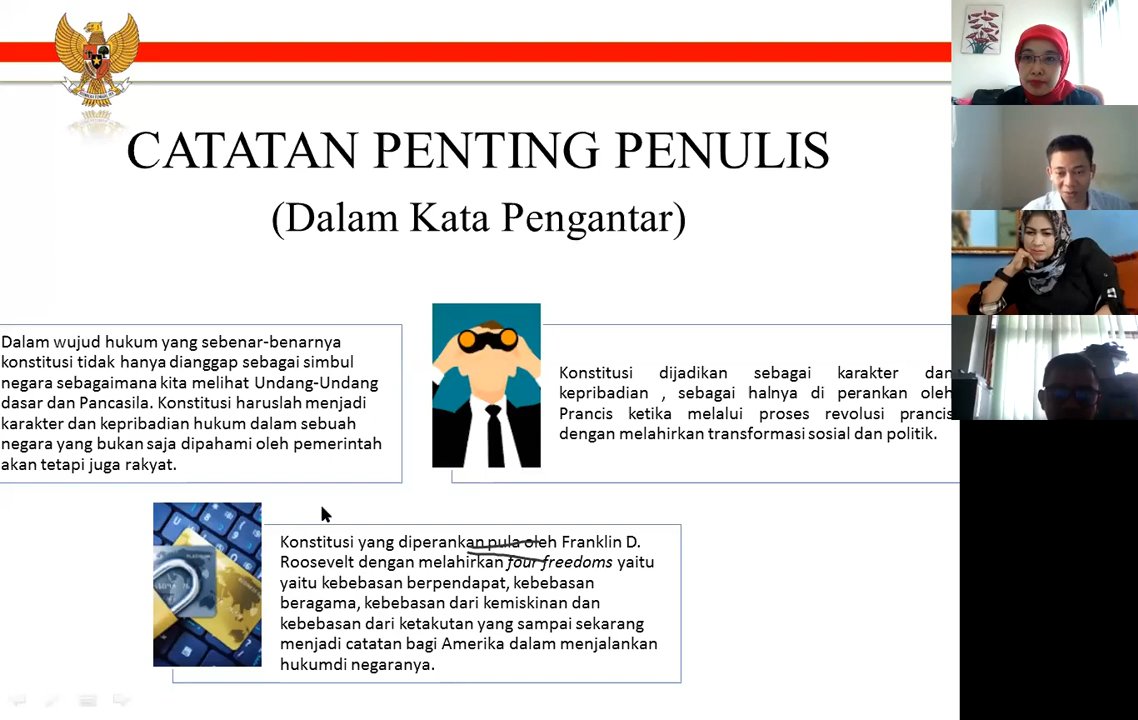 CATATAN PENTING PENULIS
(Dalam Kata Pengantar)
Dalam wujud hukum yang sebenar-benarnya
konstitusi tidak hanya dianggap sebagai simbul
negara sebagaimana kita melihat Undang-Undang
dasar dan Pancasila. Konstitusi haruslah menjadi
karakter dan kepribadian hukum dalam sebuah
negara yang bukan saja dipahami oleh pemerintah
akan tetapi juga rakyat.
Konstitusi dijadikan sebagai karakter dan
kepribadian , sebagai halnya di perankan oleh
Prancis ketika melalui proses revolusi prancis
dengan melahirkan transformasi sosial dan politik.
Konstitusi yang diperankan pula oleh Franklin D.
Roosevelt dengan melahirkan four freedoms yaitu
yaitu kebebasan berpendapat, kebebasan
beragama, kebebasan dari kemiskinan dan
kebebasan dari ketakutan yang sampai sekarang
menjadi catatan bagi Amerika dalam menjalankan
hukumdi negaranya.